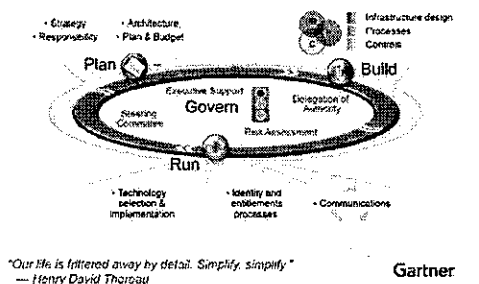 • Strategy
• Responsibility
• Architecture,
• Plan & Budget
Infrastructure design
Processes
Controls
C
Plan
Build
Executive Support
Govern
Delegation of
Authority
Steering
Committee
Risk Assessment
Run
• Technology
selection &
implementation
• Identity and
entitlements
processes
• Communications
"Our life is frittered away by detail. Simplify, simplify"
— Henry David Thoreau
Gartner